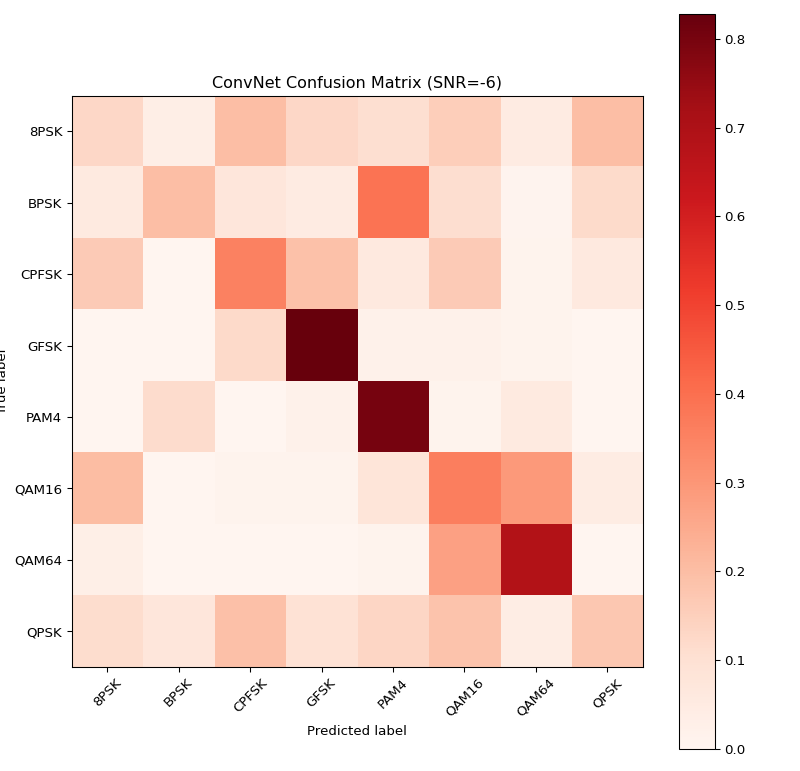 ConvNet Confusion Matrix (SNR=-6)
8PSK
BPSK
CPFSK
GFSK
PAM4
QAM16
QAM64
QPSK
8PSK BPSK CPFSK GFSK PAM4 QAM16 QAM64 QPSK
Predicted label
True label
0.8
0.7
0.6
0.5
0.4
0.3
0.2
0.1
0.0